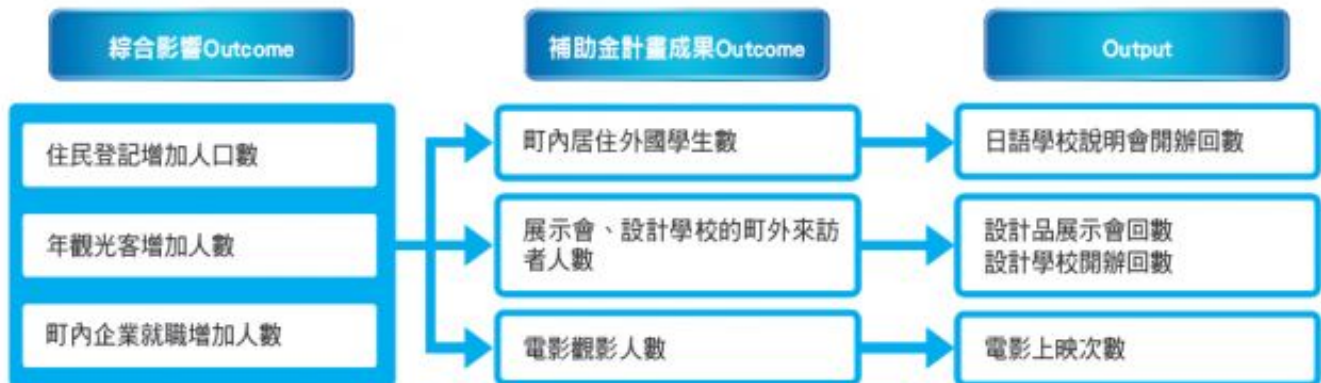 綜合影響Outcome
補助金計畫成果Outcome
Output
住民登記增加人口數
年觀光客增加人數
町內企業就職增加人數
町內居住外國學生數
展示會、設計學校的町外來訪
者人數
電影觀影人數
日語學校說明會開辦回數
設計品展示會回數
設計學校開辦回數
電影上映次數